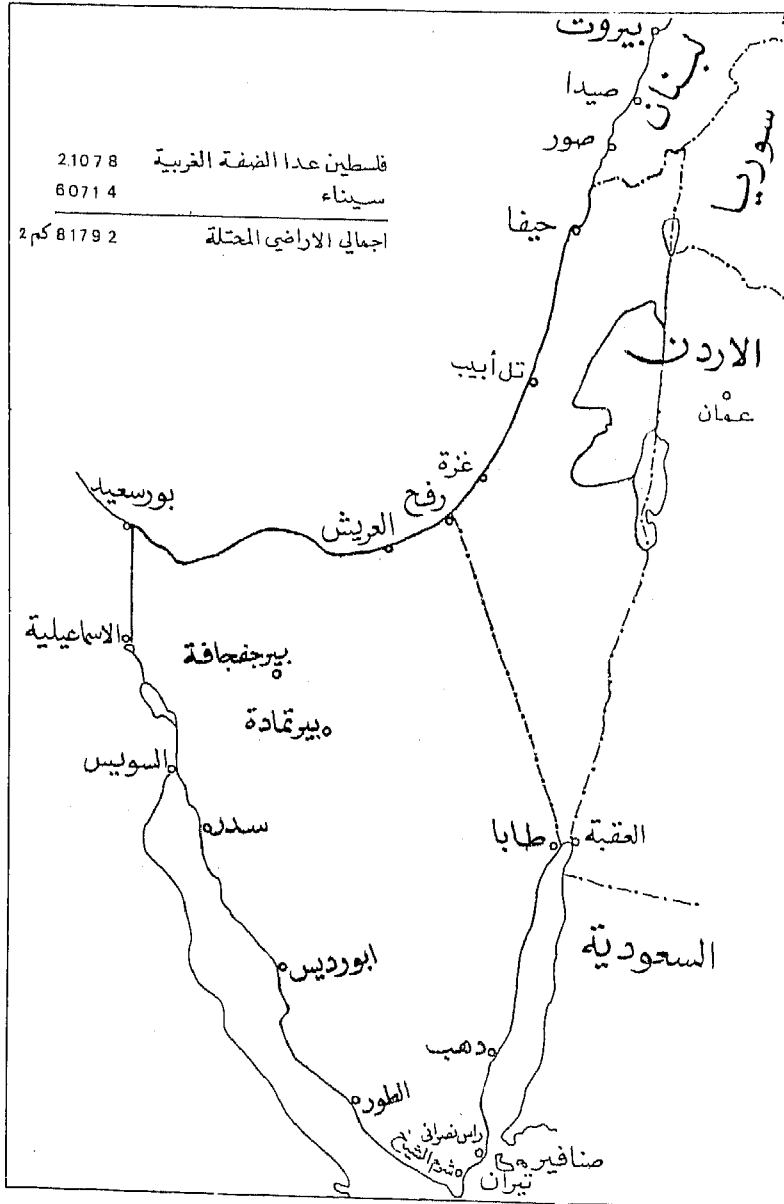 بيروت
لبنان
صيدا
سوريا
صور
فلسطين عدا الضفة الغربية 21078
سيناء 60714
اجمالي الاراضي المحتلة 81792 كم2
حيفا
الاردن
تل أبيب
عمان
غزة
رفح
بورسعيد
العريش
الاسماعيلية
بيرجفجافة
بيرتمادة
السويس
سدر
العقبة
طابا
السعودية
ابورديس
دهب
الطور
راس نصرانى
شرم الشيخ
صنافير
تيران